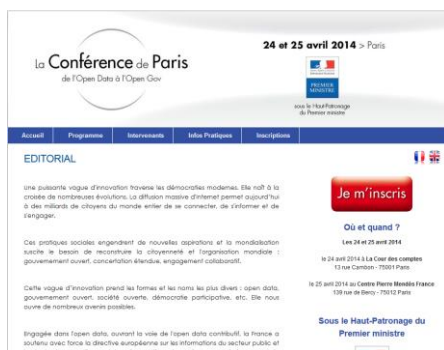 La Conférence de Paris
de l'Open Data à l'Open Gov
24 et 25 avril 2014 > Paris
PREMIER
MINISTRE
sous le Haut-Patronage
du Premier ministre
Accueil Programme Intervenants Infos Pratiques Inscriptions
EDITORIAL
Une puissante vague d'innovation traverse les démocraties modernes. Elle naît à la
croisée de nombreuses évolutions. La diffusion massive d'internet permet aujourd'hui
à des milliards de citoyens du monde entier de se connecter, de s'informer et de
s'engager.
Ces pratiques sociales engendrent de nouvelles aspirations et la mondialisation
suscite le besoin de reconstruire la citoyenneté et l'organisation mondiale :
gouvernement ouvert, concertation étendue, engagement collaboratif.
Cette vague d'innovation prend les formes et les noms les plus divers : open data,
gouvernement ouvert, société ouverte, démocratie participative, etc. Elle nous
ouvre de nombreux avenirs possibles.
Engagée dans l'open data, ouvrant la voie de l'open data contributif, la France a
soutenu avec force la directive européenne sur les informations du secteur public et
Je m'inscris
Où et quand ?
Les 24 et 25 avril 2014
le 24 avril 2014 à La Cour des comptes
13 rue Cambon - 75001 Paris
le 25 avril 2014 au Centre Pierre Mendès France
139 rue de Bercy - 75012 Paris
Sous le Haut-Patronage du
Premier ministre